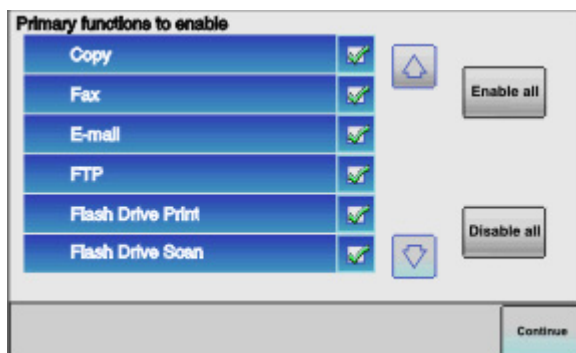 Primary functions to enable
Copy
Fax
E-mail
FTP
Flash Drive Print
Flash Drive Scan
Enable all
Disable all
Continue